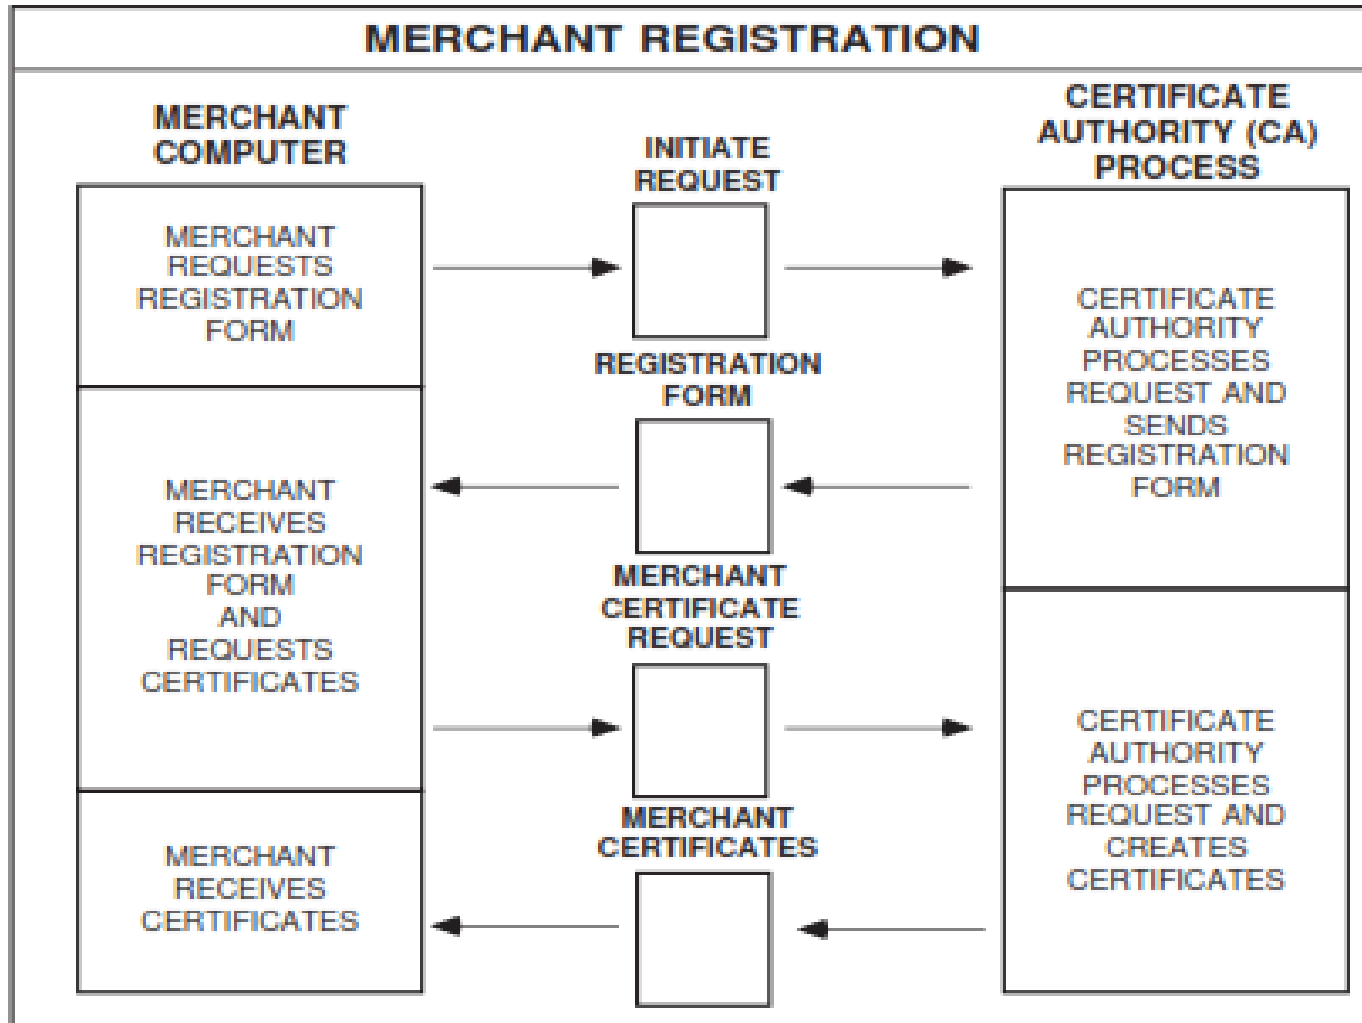 MERCHANT REGISTRATION
MERCHANT
COMPUTER
MERCHANT
REQUESTS
REGISTRATION
FORM
MERCHANT
RECEIVES
REGISTRATION
FORM
AND
REQUESTS
CERTIFICATES
MERCHANT
RECEIVES
CERTIFICATES
INITIATE
REQUEST
REGISTRATION
FORM
MERCHANT
CERTIFICATE
REQUEST
MERCHANT
CERTIFICATES
CERTIFICATE
AUTHORITY (CA)
PROCESS
CERTIFICATE
AUTHORITY
PROCESSES
REQUEST AND
SENDS
REGISTRATION
FORM
CERTIFICATE
AUTHORITY
PROCESSES
REQUEST AND
CREATES
CERTIFICATES